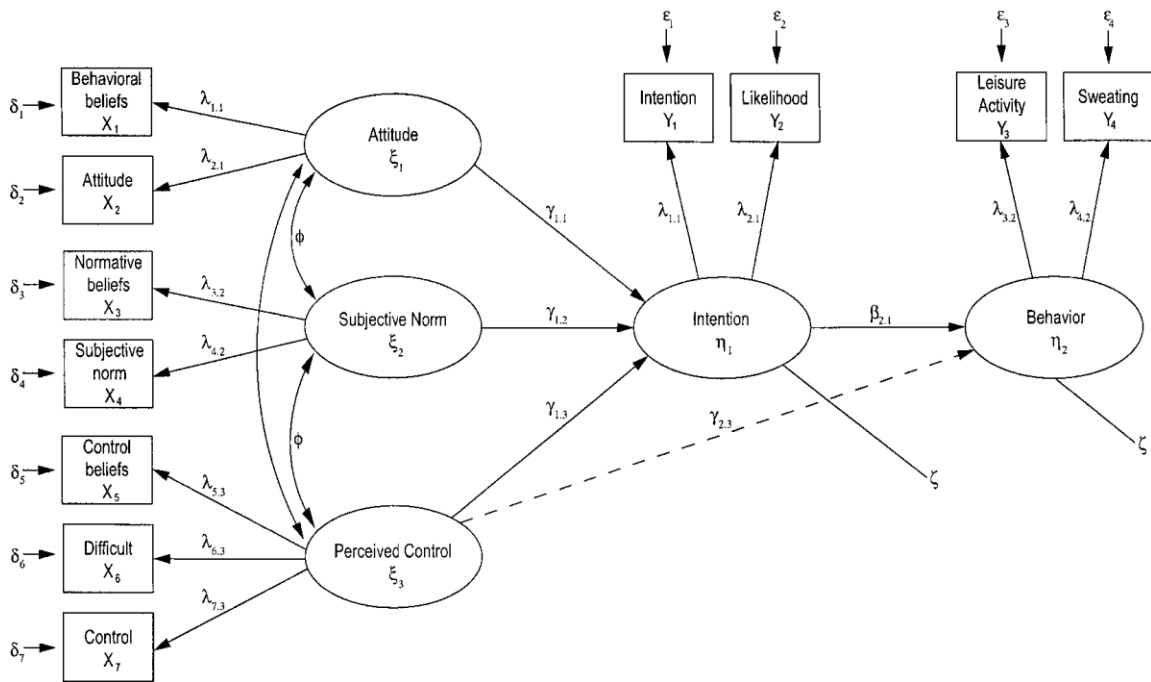 ε₁
ε₂
ε₃
ε₄
δ₁
Behavioral
beliefs
X₁
λ₁.₁
Attitude
ξ₁
Intention
Y₁
Likelihood
Y₂
Leisure
Activity
Y₃
Sweating
Y₄
δ₂
Attitude
X₂
λ₂.₁
γ₁.₁
λ₁.₁
λ₂.₁
λ₃.₂
λ₄.₂
ϕ
δ₃
Normative
beliefs
X₃
λ₃.₂
Subjective Norm
ξ₂
γ₁.₂
Intention
η₁
β₂.₁
Behavior
η₂
δ₄
Subjective
norm
X₄
λ₄.₂
ϕ
γ₁.₃
γ₂.₃
ζ
ζ
δ₅
Control
beliefs
X₅
λ₅.₃
δ₆
Difficult
X₆
λ₆.₃
Perceived Control
ξ₃
λ₇.₃
δ₇
Control
X₇